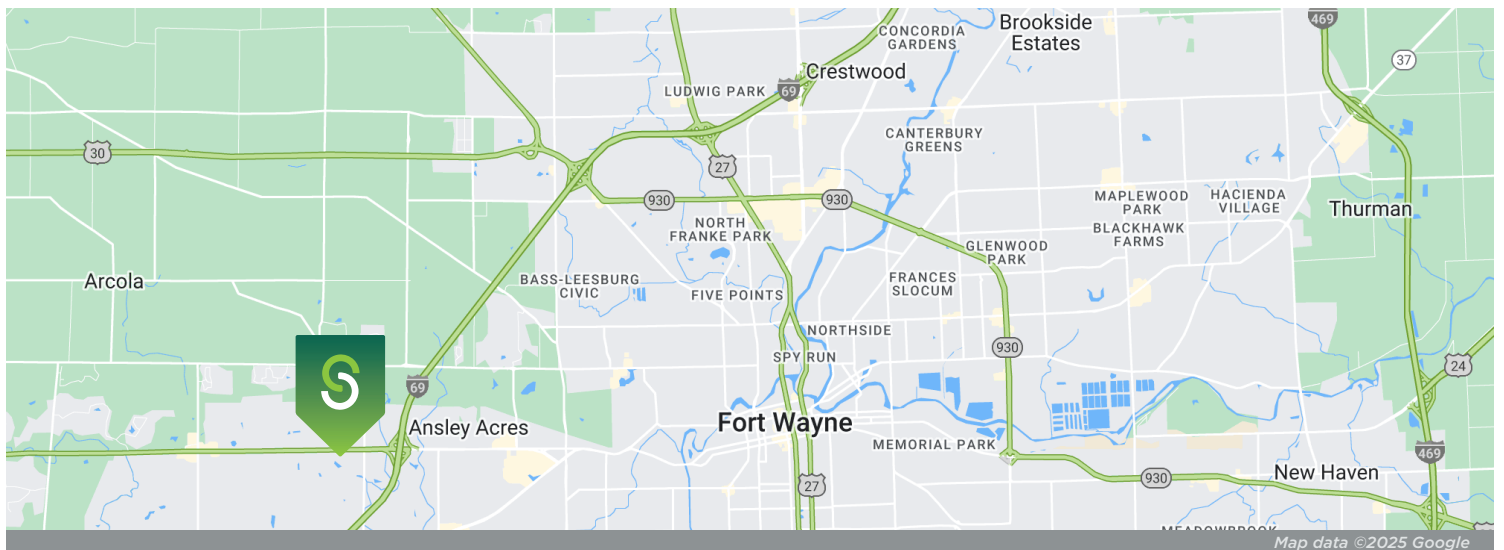 469
Brookside
Estates
CONCORDIA
GARDENS
37
Crestwood
69
LUDWIG PARK
CANTERBURY
GREENS
30
27
930
930
MAPLEWOOD
PARK
HACIENDA
VILLAGE
Thurman
NORTH
FRANKE PARK
BLACKHAWK
FARMS
GLENWOOD
PARK
Arcola
BASS-LEESBURG
CIVIC
FIVE POINTS
FRANCES
SLOCUM
NORTHSIDE
930
SPY RUN
24
S
69
Ansley Acres
Fort Wayne
MEMORIAL PARK
469
New Haven
930
27
MEADOWBROOK
Map data ©2025 Google